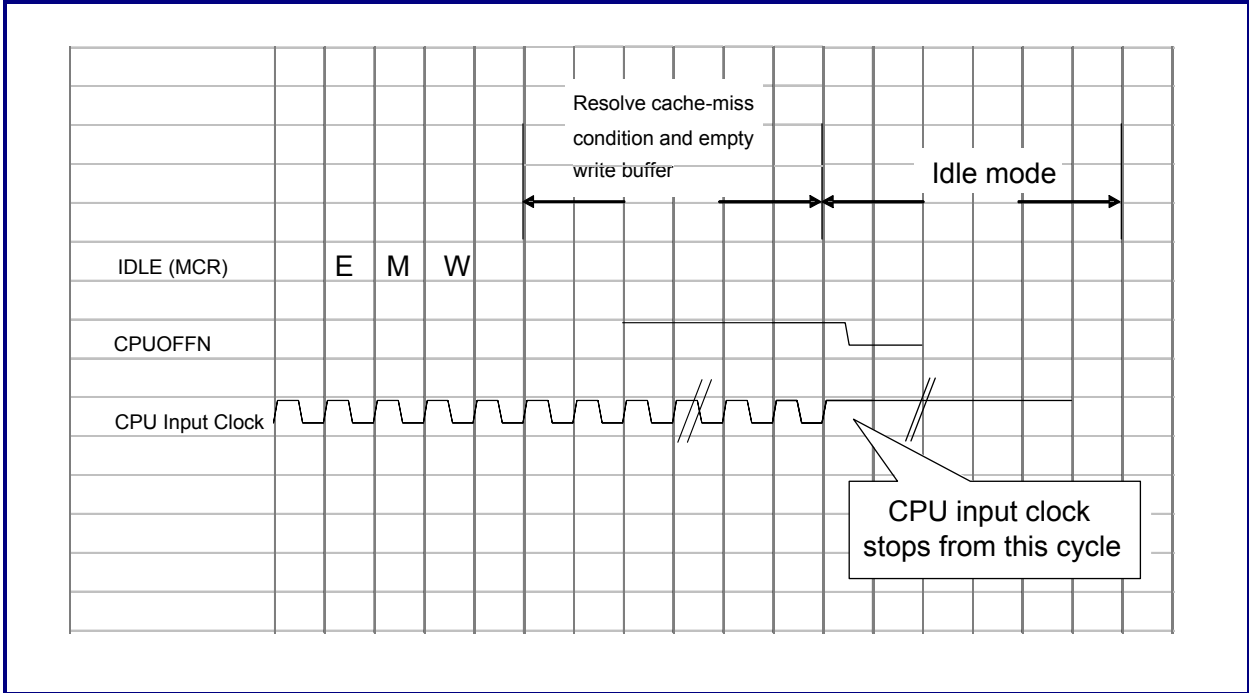 Resolve cache-miss
condition and empty
write buffer
Idle mode
IDLE (MCR)
E M W
CPUOFFN
CPU Input Clock
CPU input clock
stops from this cycle